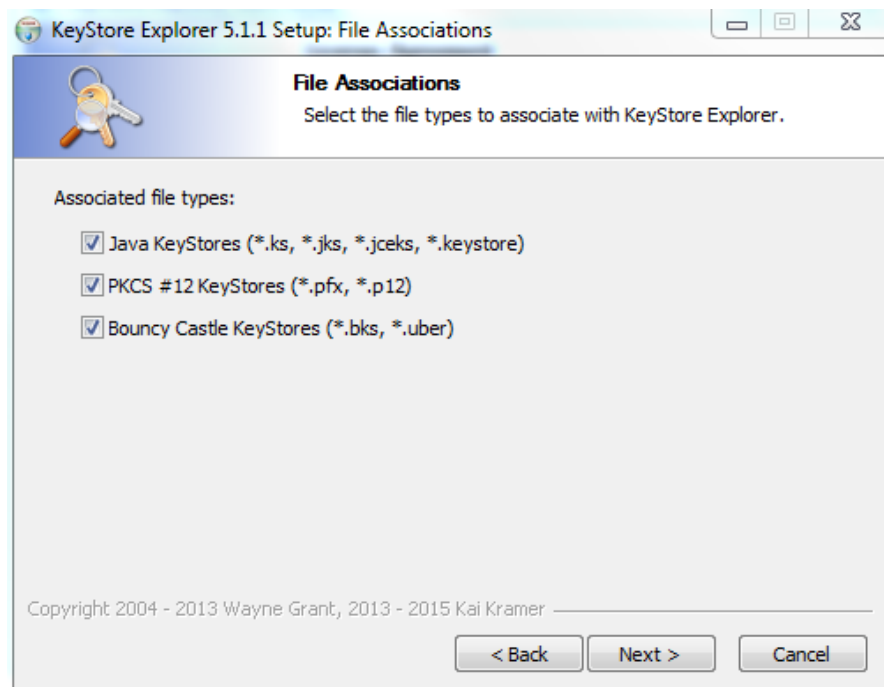 KeyStore Explorer 5.1.1 Setup: File Associations
File Associations
Select the file types to associate with KeyStore Explorer.
Associated file types:
Java KeyStores (*.ks, *.jks, *.jceks, *.keystore)
PKCS #12 KeyStores (*.pfx, *.p12)
Bouncy Castle KeyStores (*.bks, *.uber)
Copyright 2004 - 2013 Wayne Grant, 2013 - 2015 Kai Kramer
< Back Next > Cancel